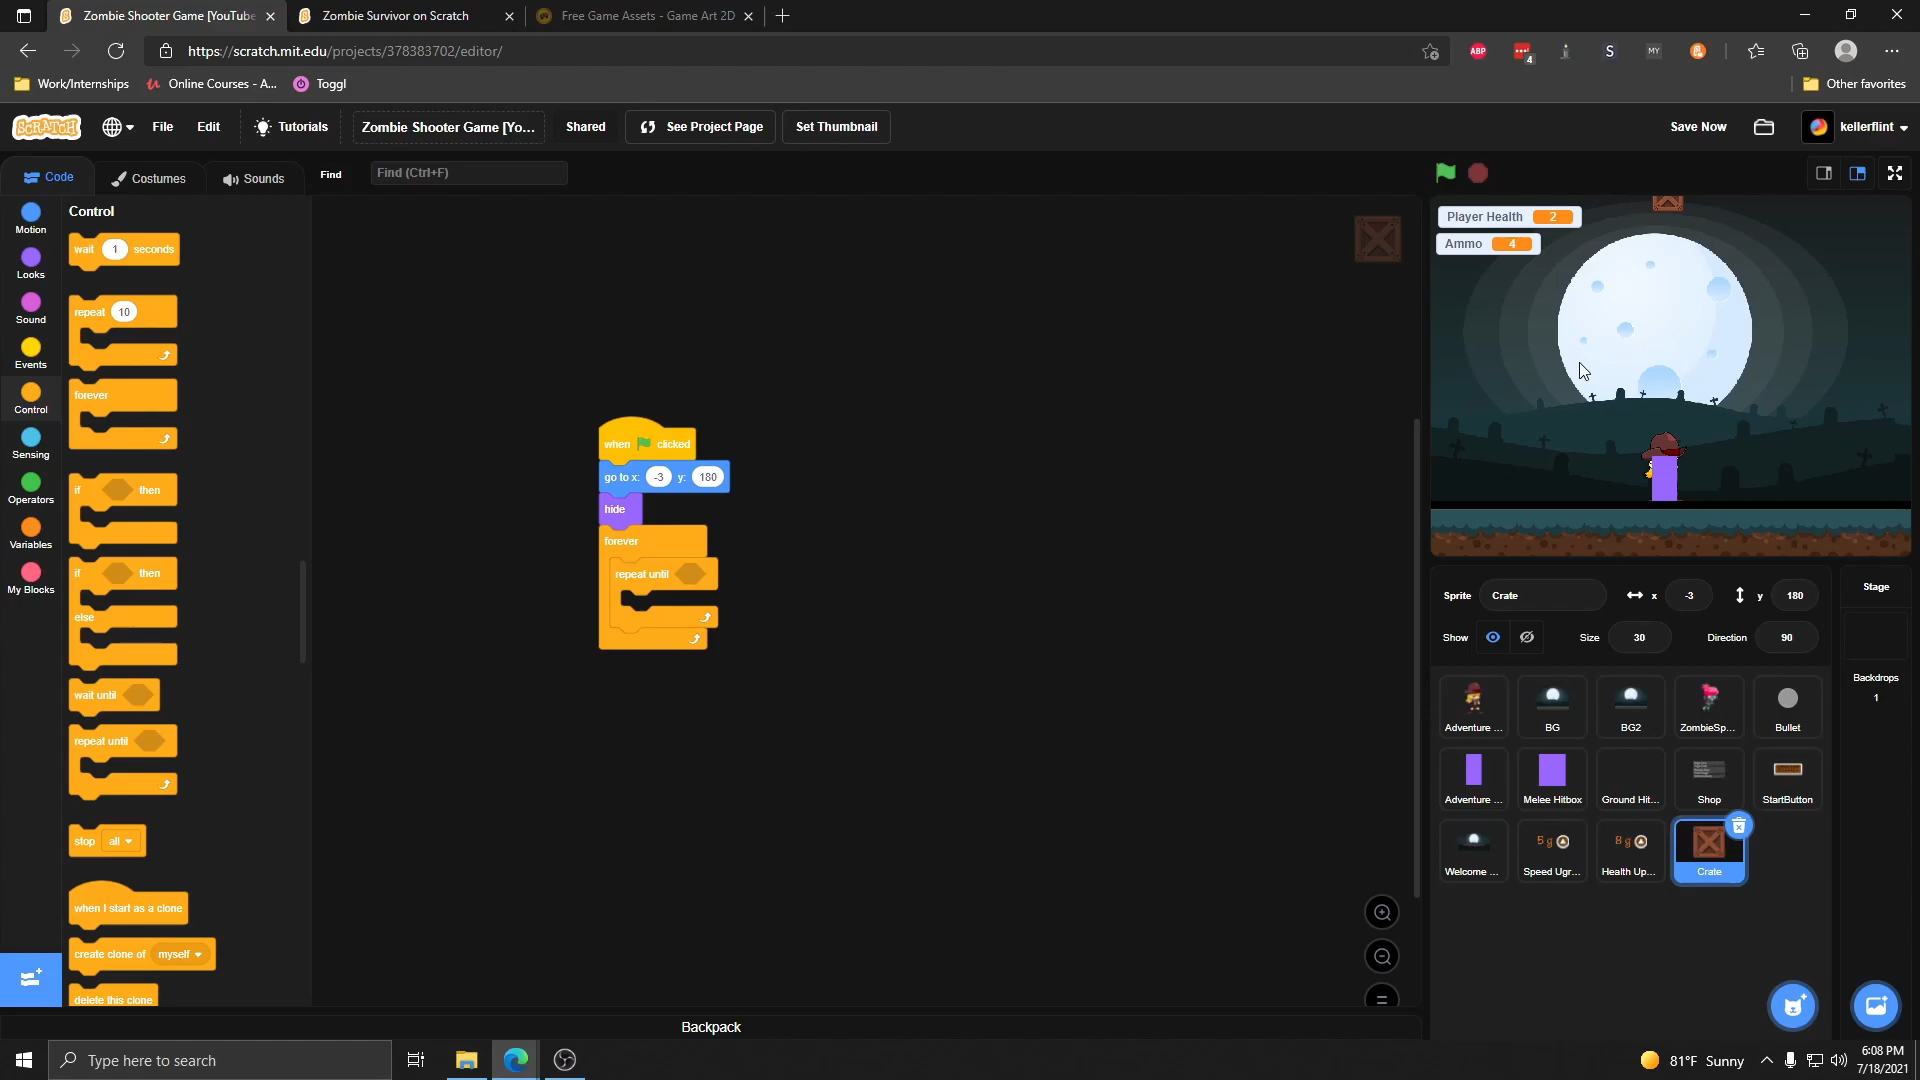 Zombie Shooter Game [YouTube
Zombie Survivor on Scratch
Free Game Assets - Game Art 2D
https://scratch.mit.edu/projects/378383702/editor/
ABP
4
S
MY
Work/Internships
Online Courses - A...
Toggl
Other favorites
SCRATCH
File
Edit
Tutorials
Zombie Shooter Game [Yo...
Shared
See Project Page
Set Thumbnail
Save Now
kellerflint
Code
Costumes
Sounds
Find
Find (Ctrl+F)
Motion
Looks
Sound
Events
Control
Sensing
Operators
Variables
My Blocks
Control
wait 1 seconds
repeat 10
forever
if then
if then
else
wait until
repeat until
stop all
when I start as a clone
create clone of myself
delete this clone
when clicked
go to x: -3 y: 180
hide
forever
repeat until
Player Health 2
Ammo 4
Sprite Crate x -3 y 180
Show Size 30 Direction 90
Stage
Backdrops
1
Adventure ...
BG
BG2
ZombieSp...
Bullet
Adventure ...
Melee Hitbox
Ground Hit...
Shop
StartButton
Welcome ...
5 g
Speed Ugr...
8 g
Health Up...
Crate
Backpack
Type here to search
81°F Sunny
6:08 PM
7/18/2021